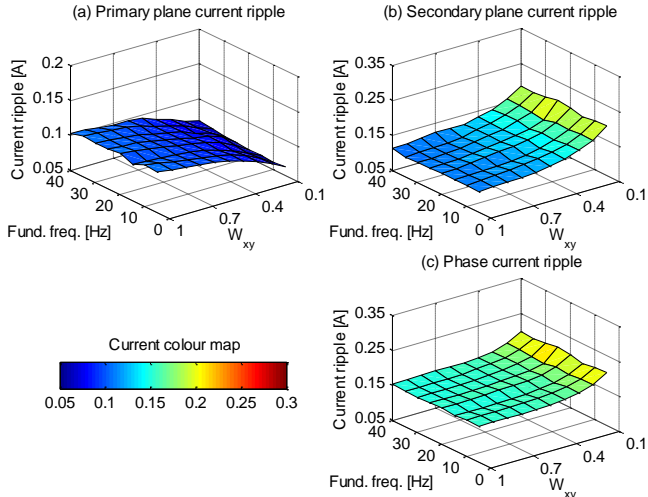 (a) Primary plane current ripple
0.2
0.15
0.1
0.05
Current ripple [A]
40
30
20
10
0
Fund. freq. [Hz]
1
0.7
0.4
0.1
W_xy
(b) Secondary plane current ripple
0.35
0.25
0.15
0.05
Current ripple [A]
40
30
20
10
0
Fund. freq. [Hz]
1
0.7
0.4
0.1
W_xy
Current colour map
0.05 0.1 0.15 0.2 0.25 0.3
(c) Phase current ripple
0.35
0.25
0.15
0.05
Current ripple [A]
40
30
20
10
0
Fund. freq. [Hz]
1
0.7
0.4
0.1
W_xy